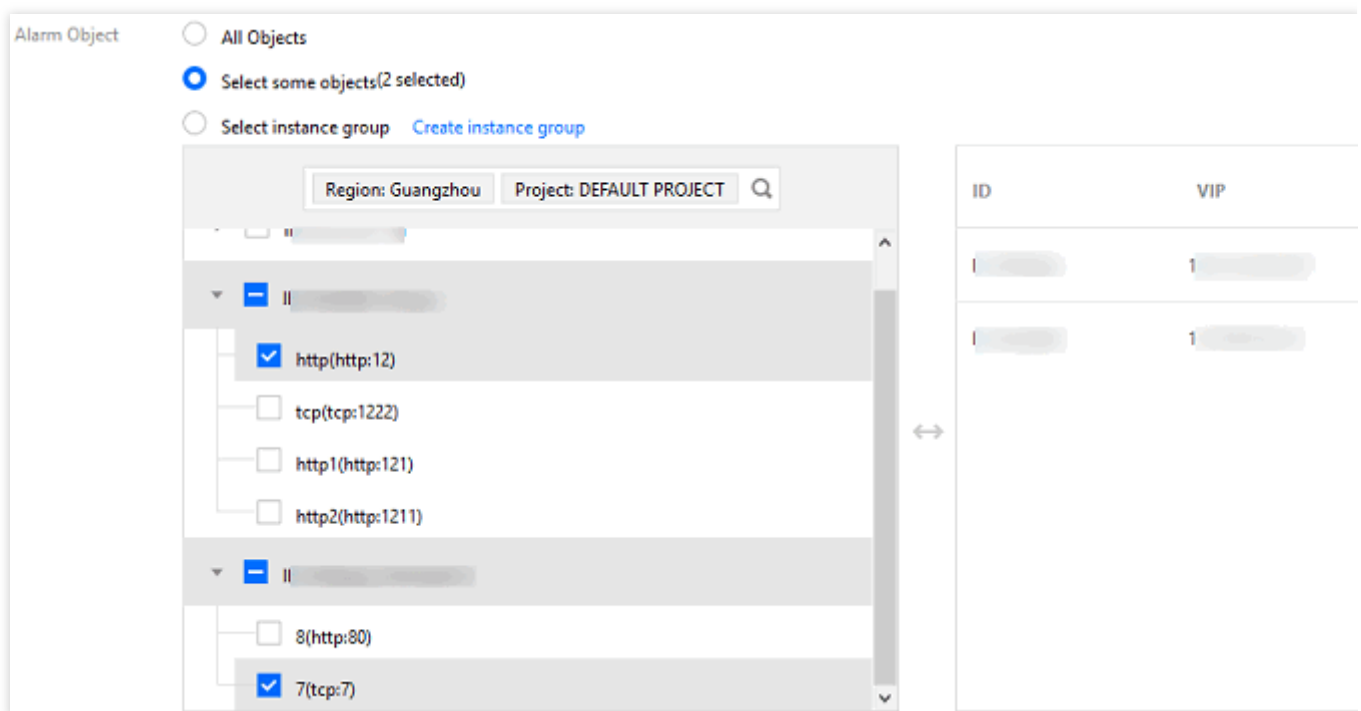 Alarm Object
All Objects
Select some objects(2 selected)
Select instance group Create instance group
Region: Guangzhou Project: DEFAULT PROJECT
ID VIP
http(http:12)
tcp(tcp:1222)
http1(http:121)
http2(http:1211)
8(http:80)
7(tcp:7)